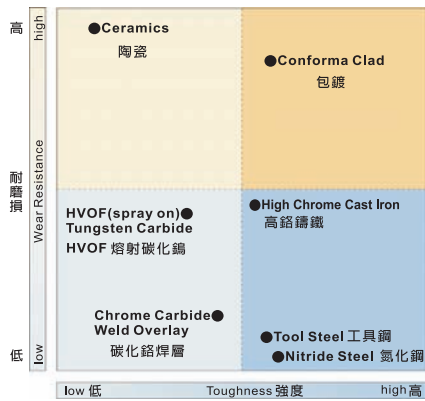 高 high
●Ceramics
陶瓷
●Conforma Clad
包鍍
耐磨損 Wear Resistance
HVOF(spray on)●
Tungsten Carbide
HVOF 熔射碳化鎢
●High Chrome Cast Iron
高鉻鑄鐵
Chrome Carbide●
Weld Overlay
碳化鉻焊層
●Tool Steel 工具鋼
●Nitride Steel 氮化鋼
低 low
low 低 Toughness 強度 high 高